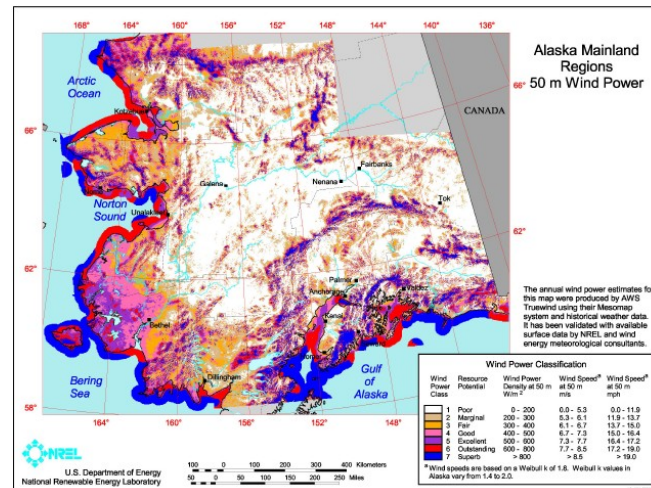 Alaska Mainland
Regions
50 m Wind Power
164° 160° 156° 152° 148° 144° 140° 136°
Arctic
Ocean
CANADA
66°
66°
Fairbanks
Galena
Nenana
Tok
Norton
Sound
Unalakleet
62°
62°
Palmer
Anchorage
Valdez
Kenai
Bethel
Homer
Dillingham
Gulf
of
Alaska
Bering
Sea
58°
168° 164° 160° 156° 152° 148°
The annual wind power estimates for
this map were produced by AWS
Truewind using their Mesomap
system and historical weather data.
It has been validated with available
surface data by NREL and wind
energy meteorological consultants.
Wind Power Classification
Wind Power Class
Resource Potential
Wind Power Density at 50 m W/m²
Wind Speedª at 50 m m/s
Wind Speedª at 50 m mph
1 Poor 0 - 200 0.0 - 5.3 0.0 - 11.9
2 Marginal 200 - 300 5.3 - 6.1 11.9 - 13.7
3 Fair 300 - 400 6.1 - 6.7 13.7 - 15.0
4 Good 400 - 500 6.7 - 7.3 15.0 - 16.4
5 Excellent 500 - 600 7.3 - 7.7 16.4 - 17.2
6 Outstanding 600 - 800 7.7 - 8.5 17.2 - 19.0
7 Superb > 800 > 8.5 > 19.0
ª Wind speeds are based on a Weibull k of 1.8. Weibull k values in
Alaska vary from 1.4 to 2.0.
NREL
U.S. Department of Energy
National Renewable Energy Laboratory
100 0 100 200 300 400 Kilometers
50 0 50 100 150 200 250 Miles